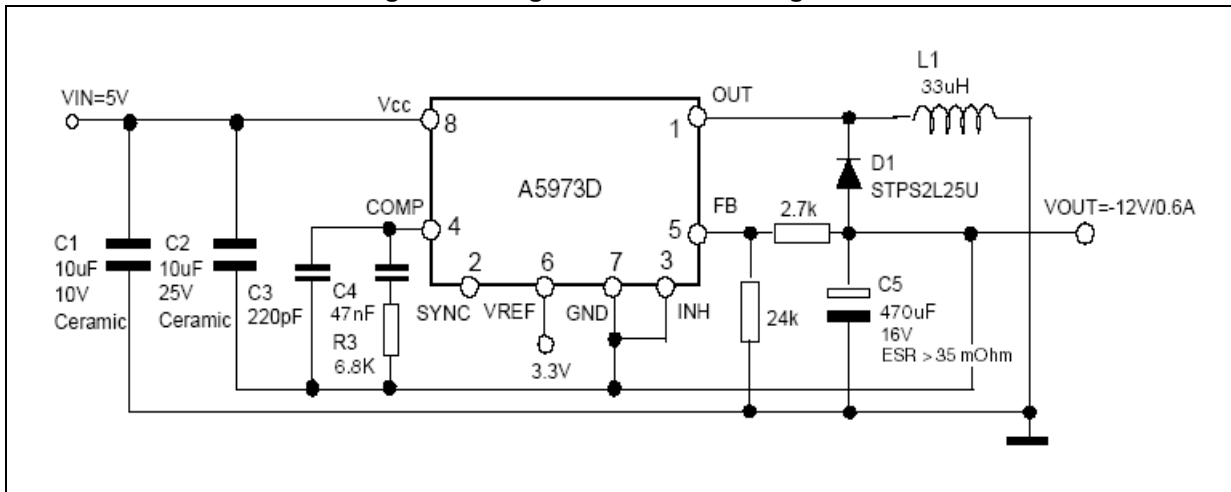 VIN=5V
Vcc
8
OUT
1
L1
33uH
A5973D
D1
STPS2L25U
COMP
4
FB
5
2.7k
VOUT=-12V/0.6A
C1
10uF
10V
Ceramic
C2
10uF
25V
Ceramic
C3
220pF
C4
47nF
R3
6.8K
2
SYNC
6
VREF
3.3V
7
GND
3
INH
24k
C5
470uF
16V
ESR > 35 mOhm